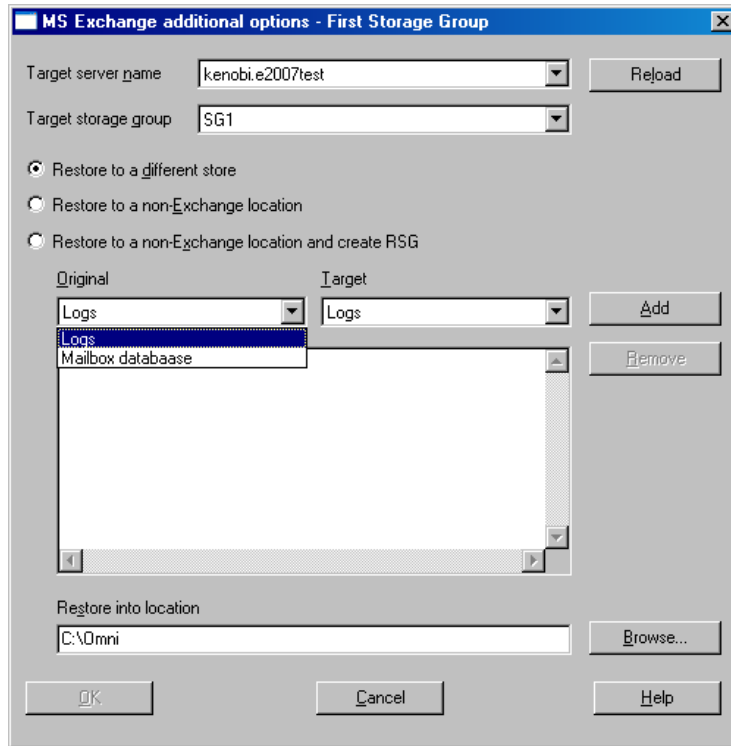 MS Exchange additional options - First Storage Group
Target server name kenobi.e2007test Reload
Target storage group SG1
Restore to a different store
Restore to a non-Exchange location
Restore to a non-Exchange location and create RSG
Original Target
Logs Logs Add
Logs
Mailbox databaase Remove
Restore into location
C:\Omni Browse...
OK Cancel Help